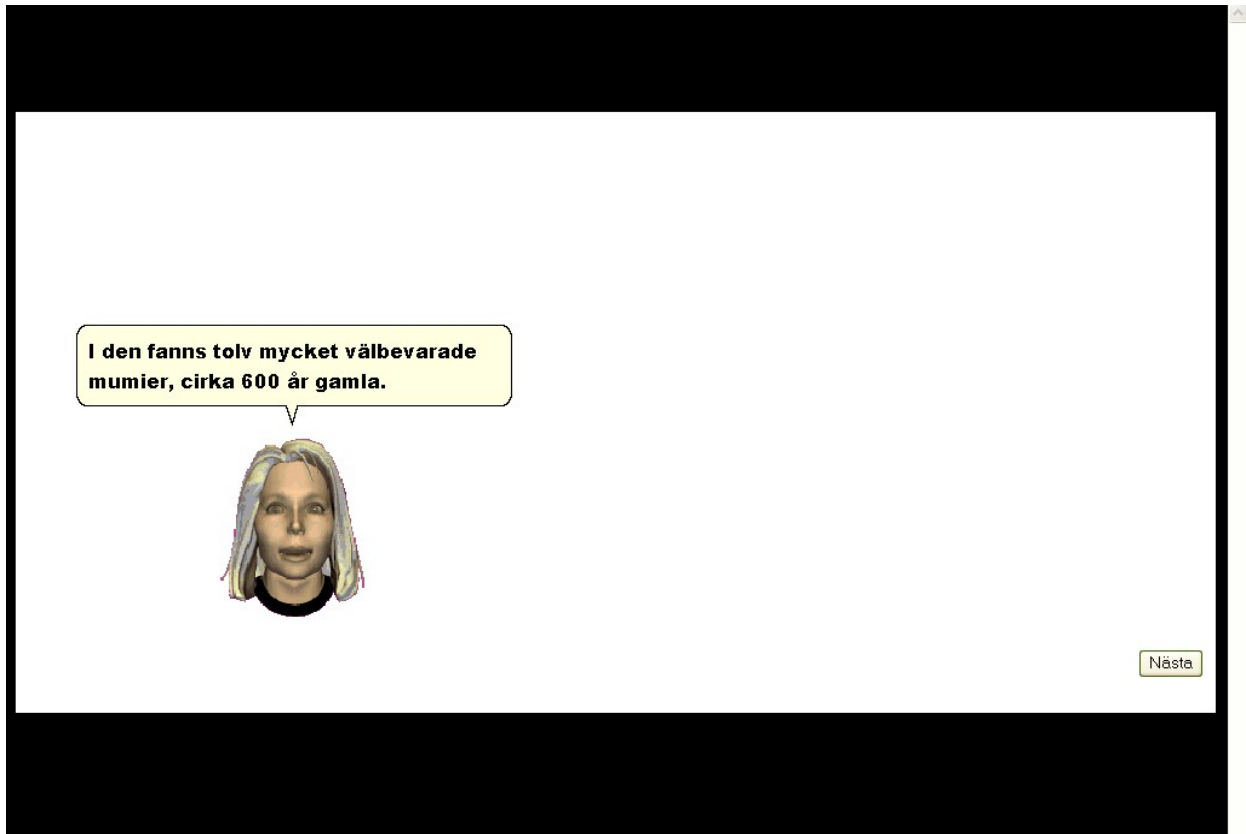 I den fanns tolv mycket välbevarade
mumier, cirka 600 år gamla.
Nästa